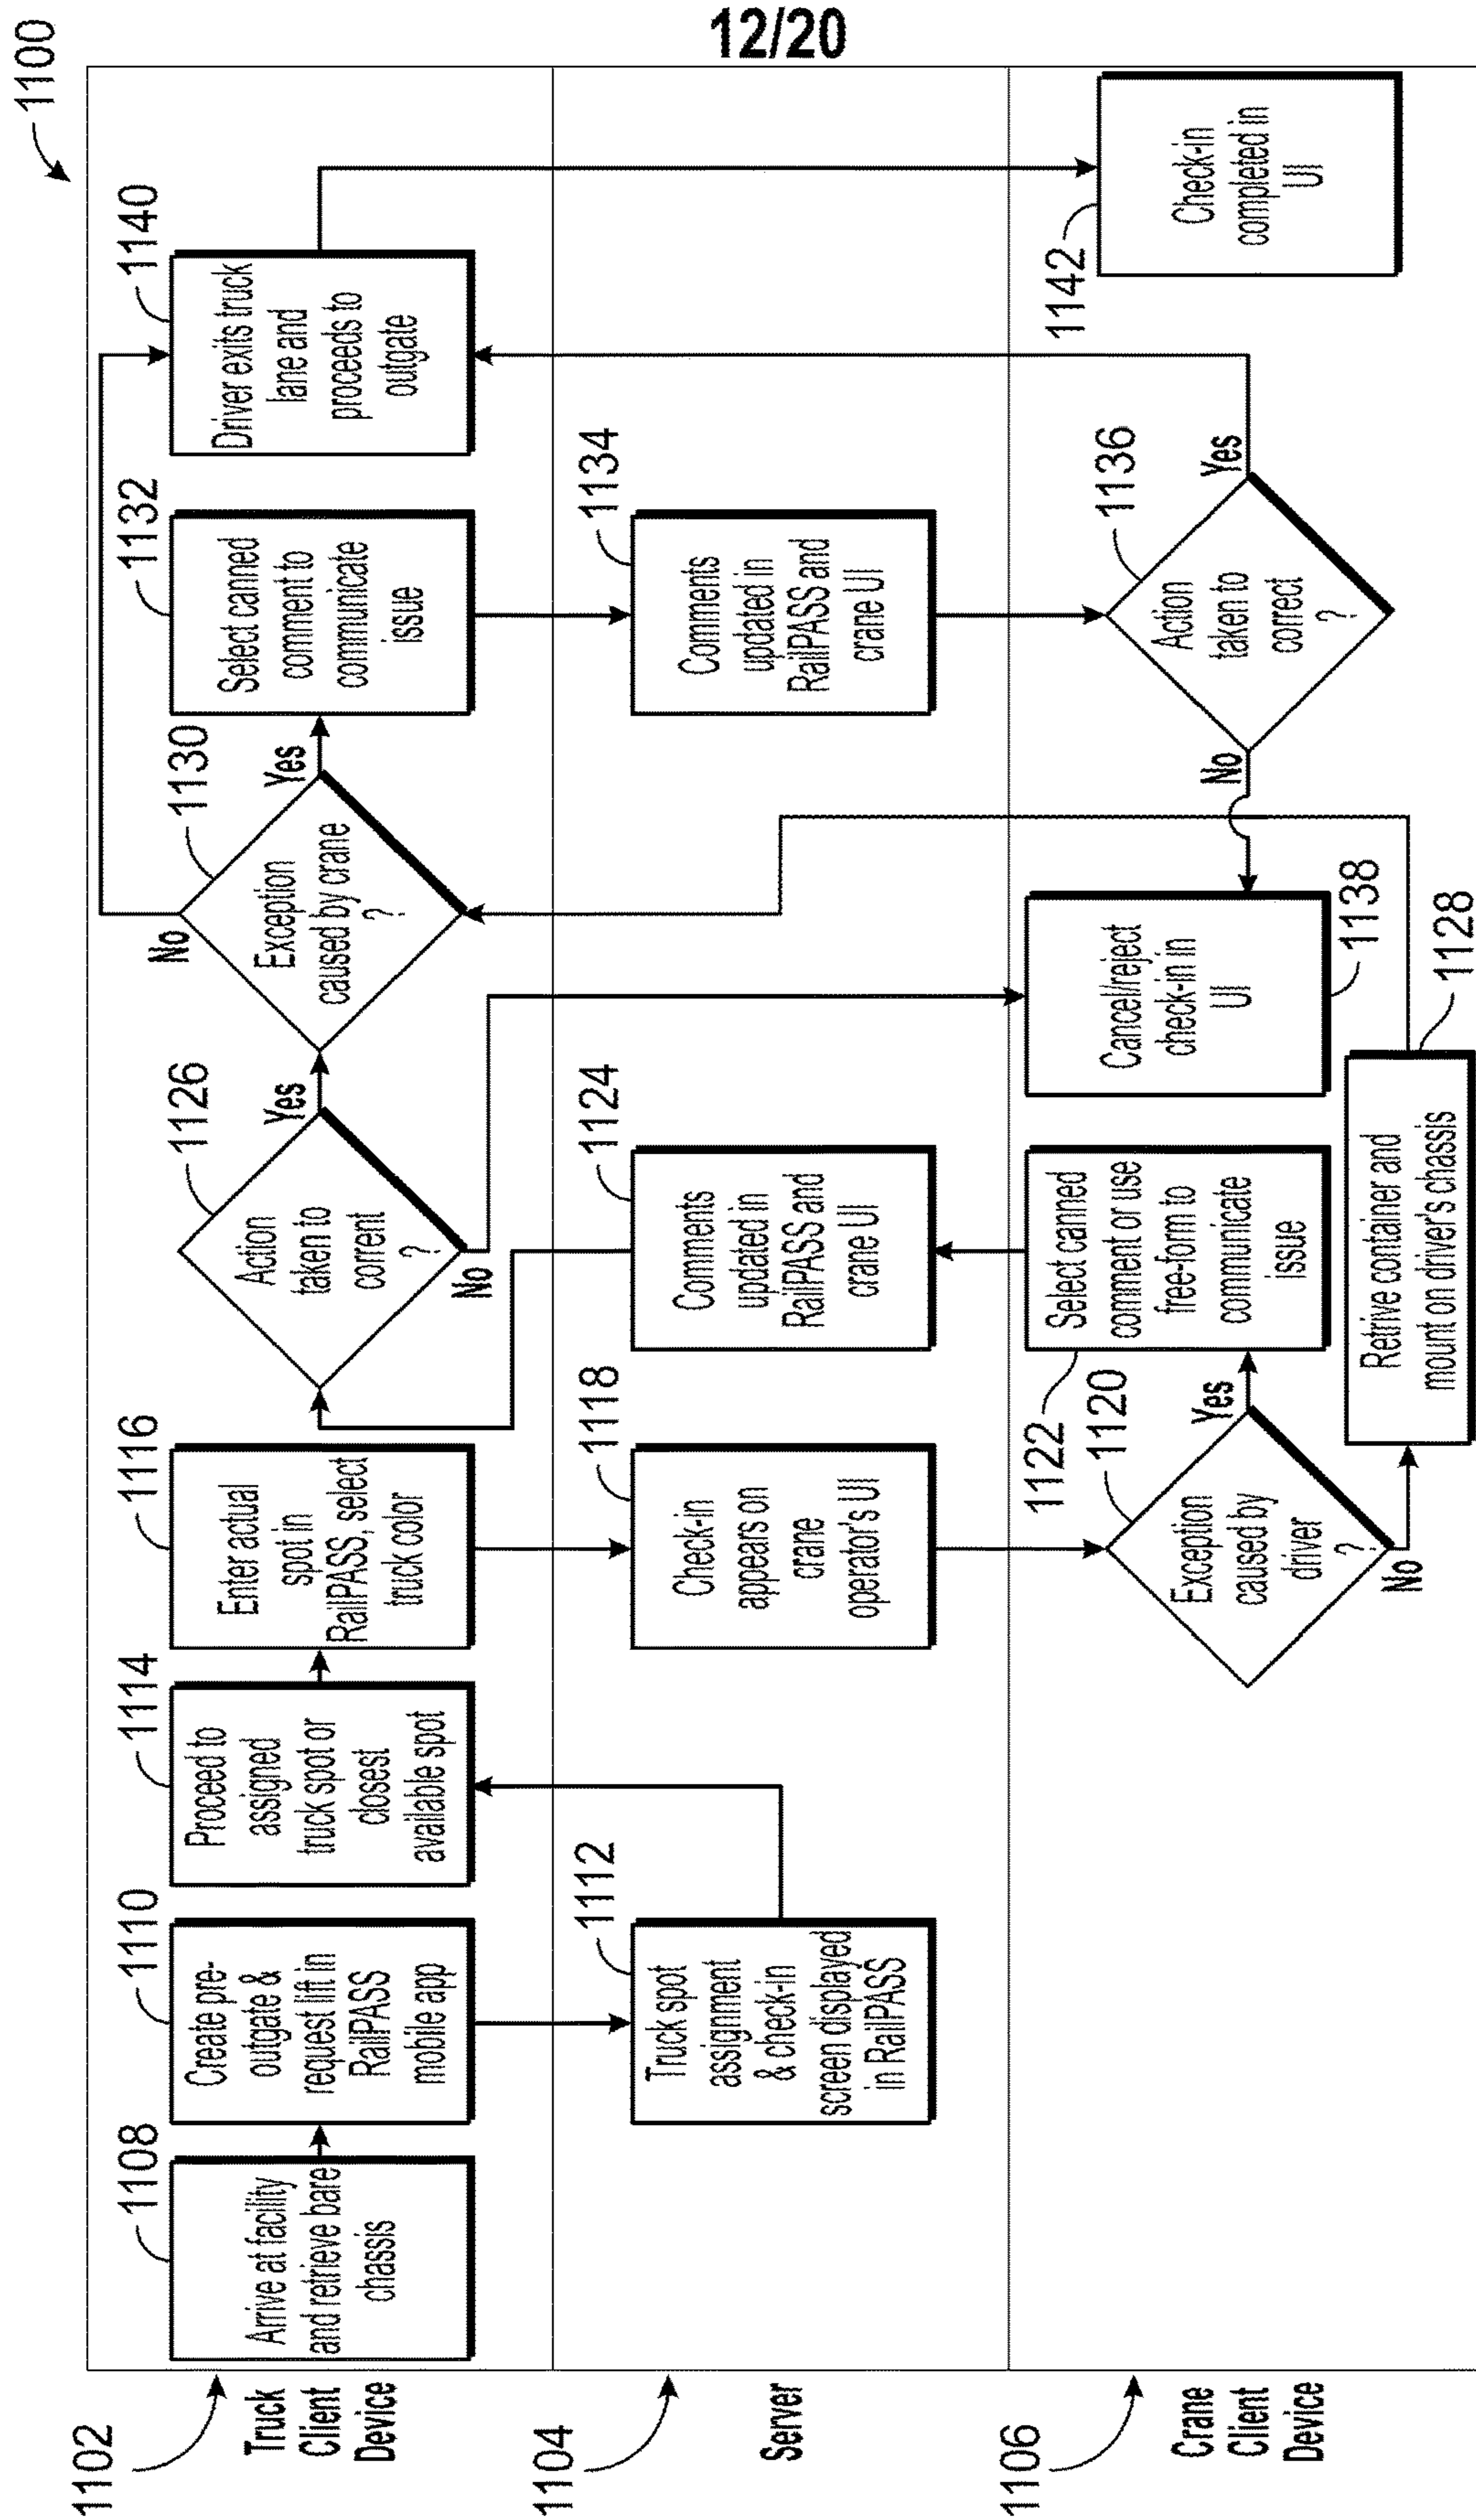 12/20
1100
1102
Truck
Client
Device
1108
Arrive at facility
and retrieve bare
chassis
1110
Create pre-
outgate &
request lift in
RailPASS
mobile app
1114
Proceed to
assigned
truck spot or
closest
available spot
1116
Enter actual
spot in
RailPASS, select
truck color
1126
Action
taken to
corrent
?
Yes
No
1130
Exception
caused by crane
?
Yes
No
1132
Select canned
comment to
communicate
issue
1140
Driver exits truck
lane and
proceeds to
outgate
1104
Server
1112
Truck spot
assignment
& check-in
screen displayed
in RailPASS
1118
Check-in
appears on
crane
operator's UI
1124
Comments
updated in
RailPASS and
crane UI
1134
Comments
updated in
RailPASS and
crane UI
1106
Crane
Client
Device
1120
Exception
caused by
driver
?
Yes
No
1122
Select canned
comment or use
free-form to
communicate
issue
1128
Retrive container and
mount on driver's chassis
1138
Cancel/reject
check-in in
UI
1136
Action
taken to
correct
?
No
Yes
1142
Check-in
completed in
UI